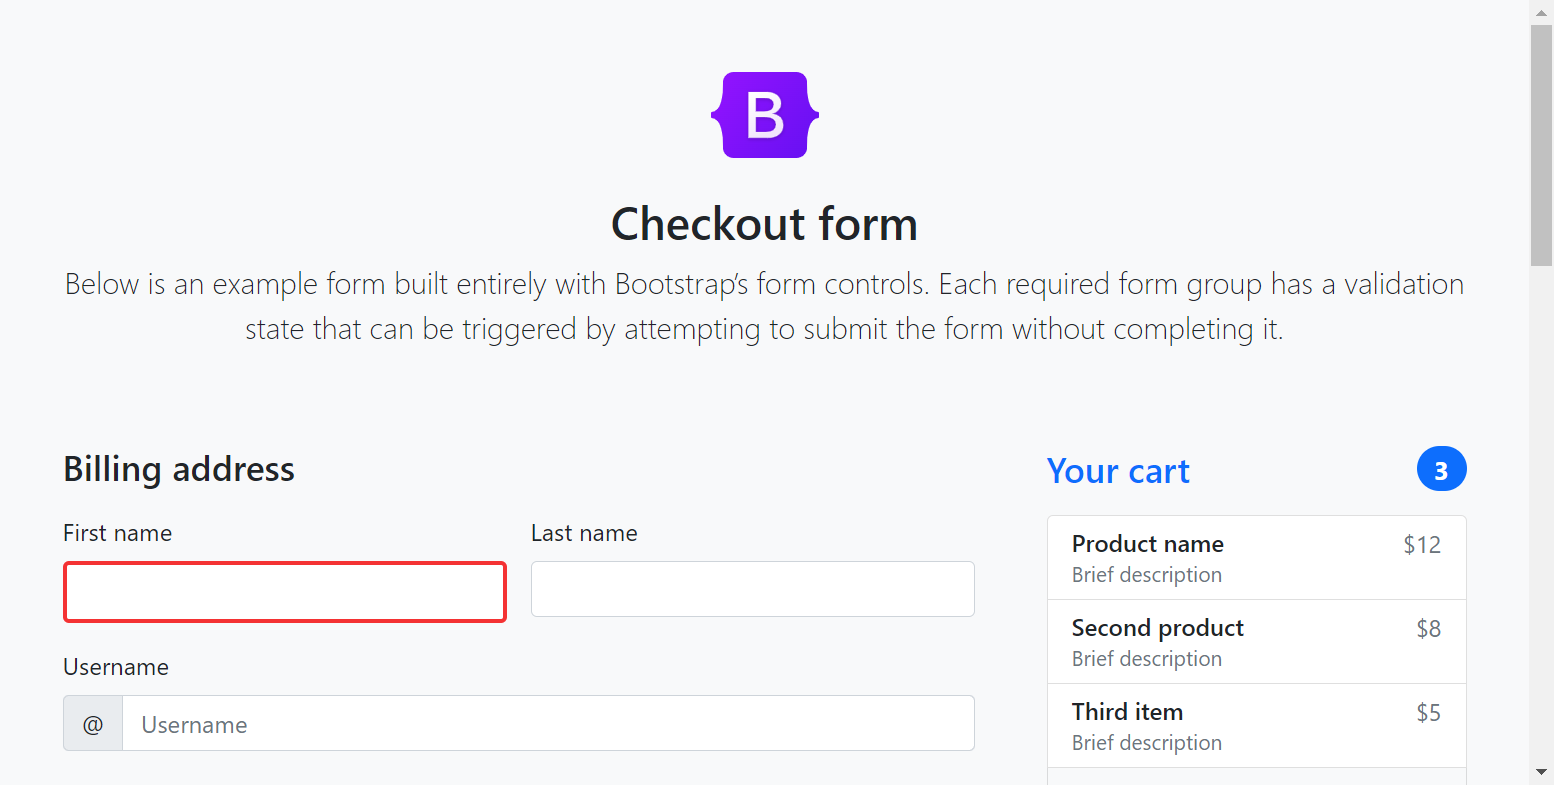 B
Checkout form
Below is an example form built entirely with Bootstrap’s form controls. Each required form group has a validation
state that can be triggered by attempting to submit the form without completing it.
Billing address
First name
Last name
Username
@ Username
Your cart 3
Product name $12
Brief description
Second product $8
Brief description
Third item $5
Brief description